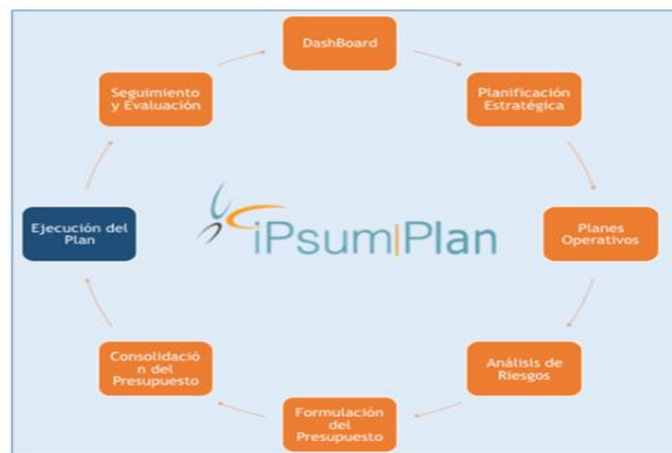 DashBoard
Planificación
Estratégica
Planes
Operativos
Análisis de
Riesgos
Formulación
del
Presupuesto
Consolidació
n del
Presupuesto
Ejecución del
Plan
Seguimiento
y Evaluación
iPsum|Plan